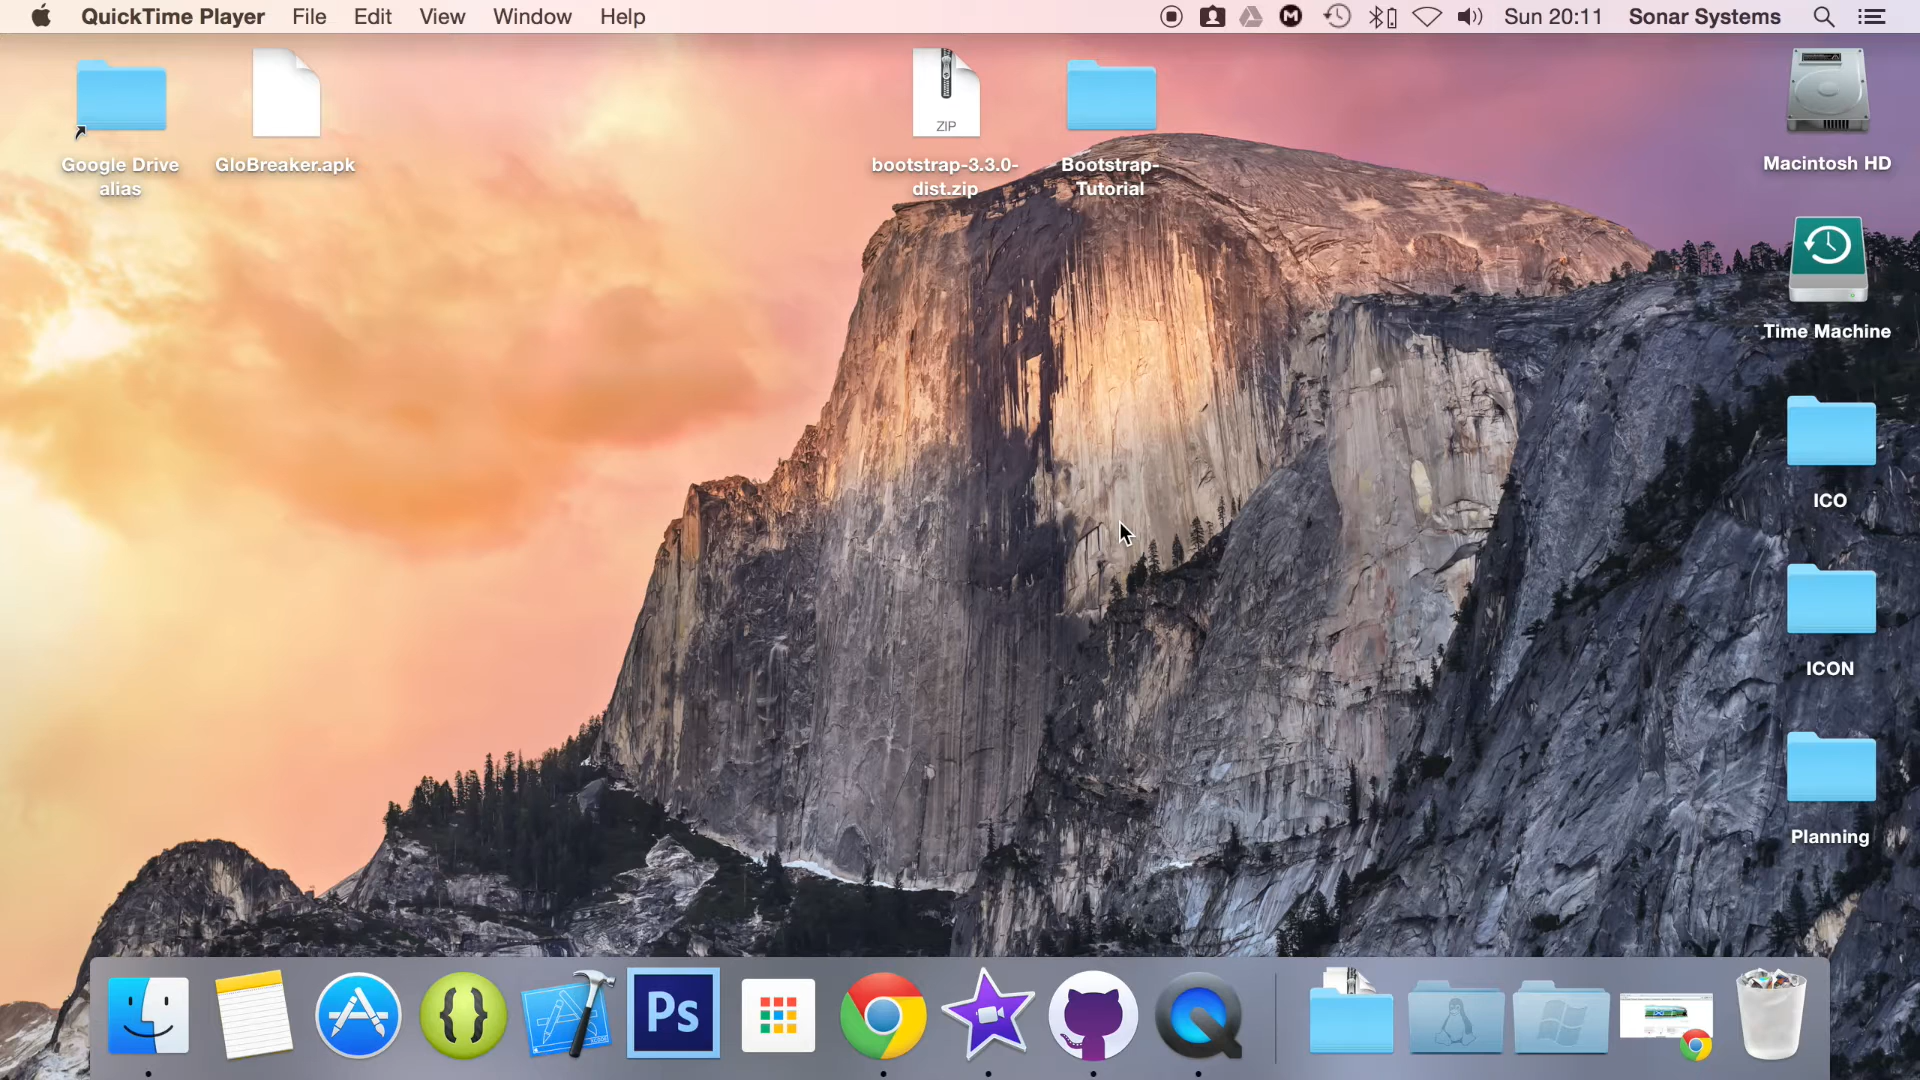 QuickTime Player File Edit View Window Help Sun 20:11 Sonar Systems
Google Drive
alias
GloBreaker.apk
ZIP
bootstrap-3.3.0-
dist.zip
Bootstrap-
Tutorial
Macintosh HD
Time Machine
ICO
ICON
Planning
Ps